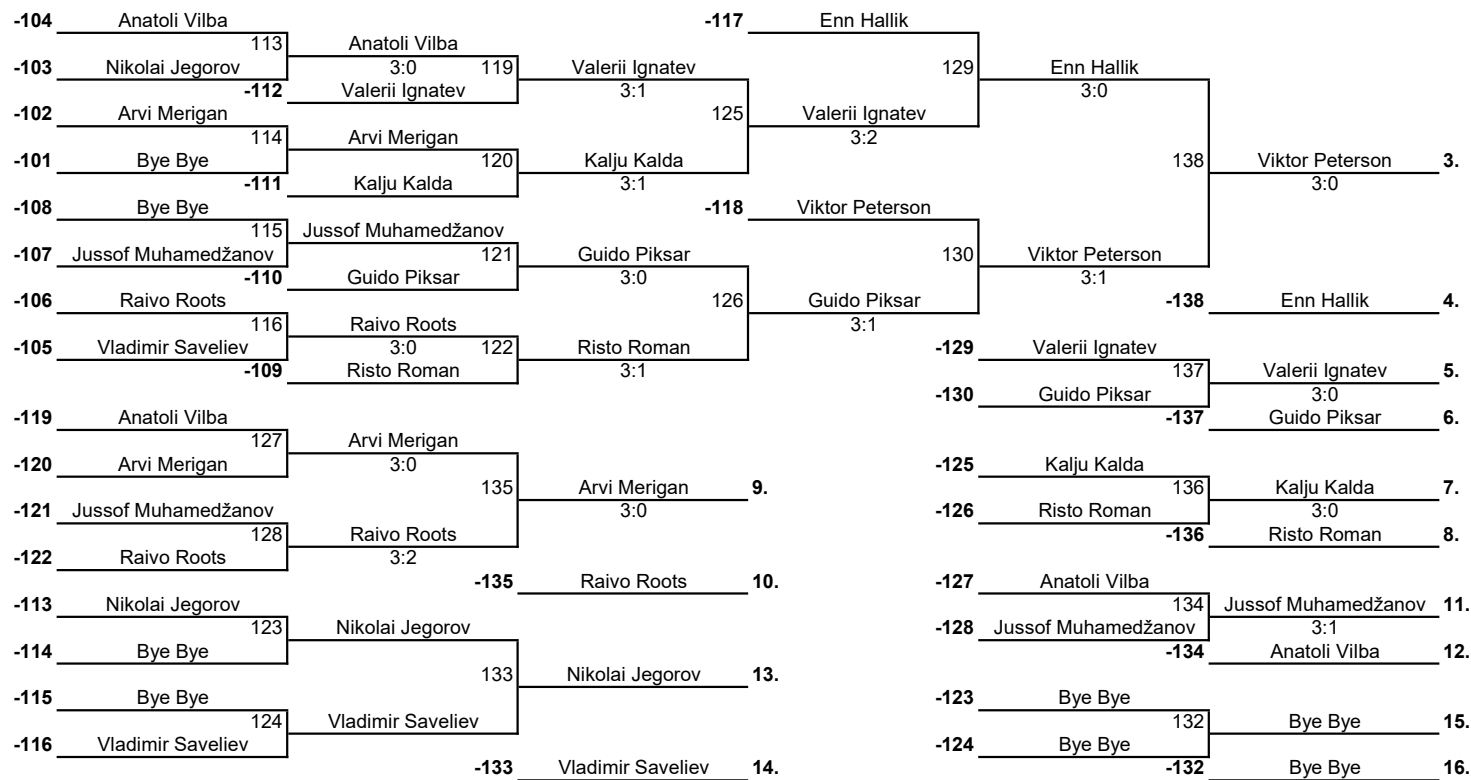 -104 Anatoli Vilba -117 Enn Hallik
113 Anatoli Vilba
-103 Nikolai Jegorov 3:0 119 Valerii Ignatev 129 Enn Hallik
-112 Valerii Ignatev 3:1 3:0
-102 Arvi Merigan 125 Valerii Ignatev
114 Arvi Merigan 3:2
-101 Bye Bye 120 Kalju Kalda 138 Viktor Peterson 3.
-111 Kalju Kalda 3:1 3:0
-108 Bye Bye -118 Viktor Peterson
115 Jussof Muhamedžanov
-107 Jussof Muhamedžanov 121 Guido Piksar 130 Viktor Peterson
-110 Guido Piksar 3:0 3:1
-106 Raivo Roots 126 Guido Piksar -138 Enn Hallik 4.
116 Raivo Roots 3:1
-105 Vladimir Saveliev 3:0 122 Risto Roman -129 Valerii Ignatev
-109 Risto Roman 3:1 137 Valerii Ignatev 5.
-130 Guido Piksar 3:0
-119 Anatoli Vilba -137 Guido Piksar 6.
127 Arvi Merigan
-120 Arvi Merigan 3:0 -125 Kalju Kalda
135 Arvi Merigan 9. 136 Kalju Kalda 7.
-121 Jussof Muhamedžanov 3:0 -126 Risto Roman 3:0
128 Raivo Roots -136 Risto Roman 8.
-122 Raivo Roots 3:2
-135 Raivo Roots 10. -127 Anatoli Vilba
-113 Nikolai Jegorov 134 Jussof Muhamedžanov 11.
123 Nikolai Jegorov -128 Jussof Muhamedžanov 3:1
-114 Bye Bye -134 Anatoli Vilba 12.
133 Nikolai Jegorov 13.
-115 Bye Bye -123 Bye Bye
124 Vladimir Saveliev 132 Bye Bye 15.
-116 Vladimir Saveliev -124 Bye Bye
-133 Vladimir Saveliev 14. -132 Bye Bye 16.